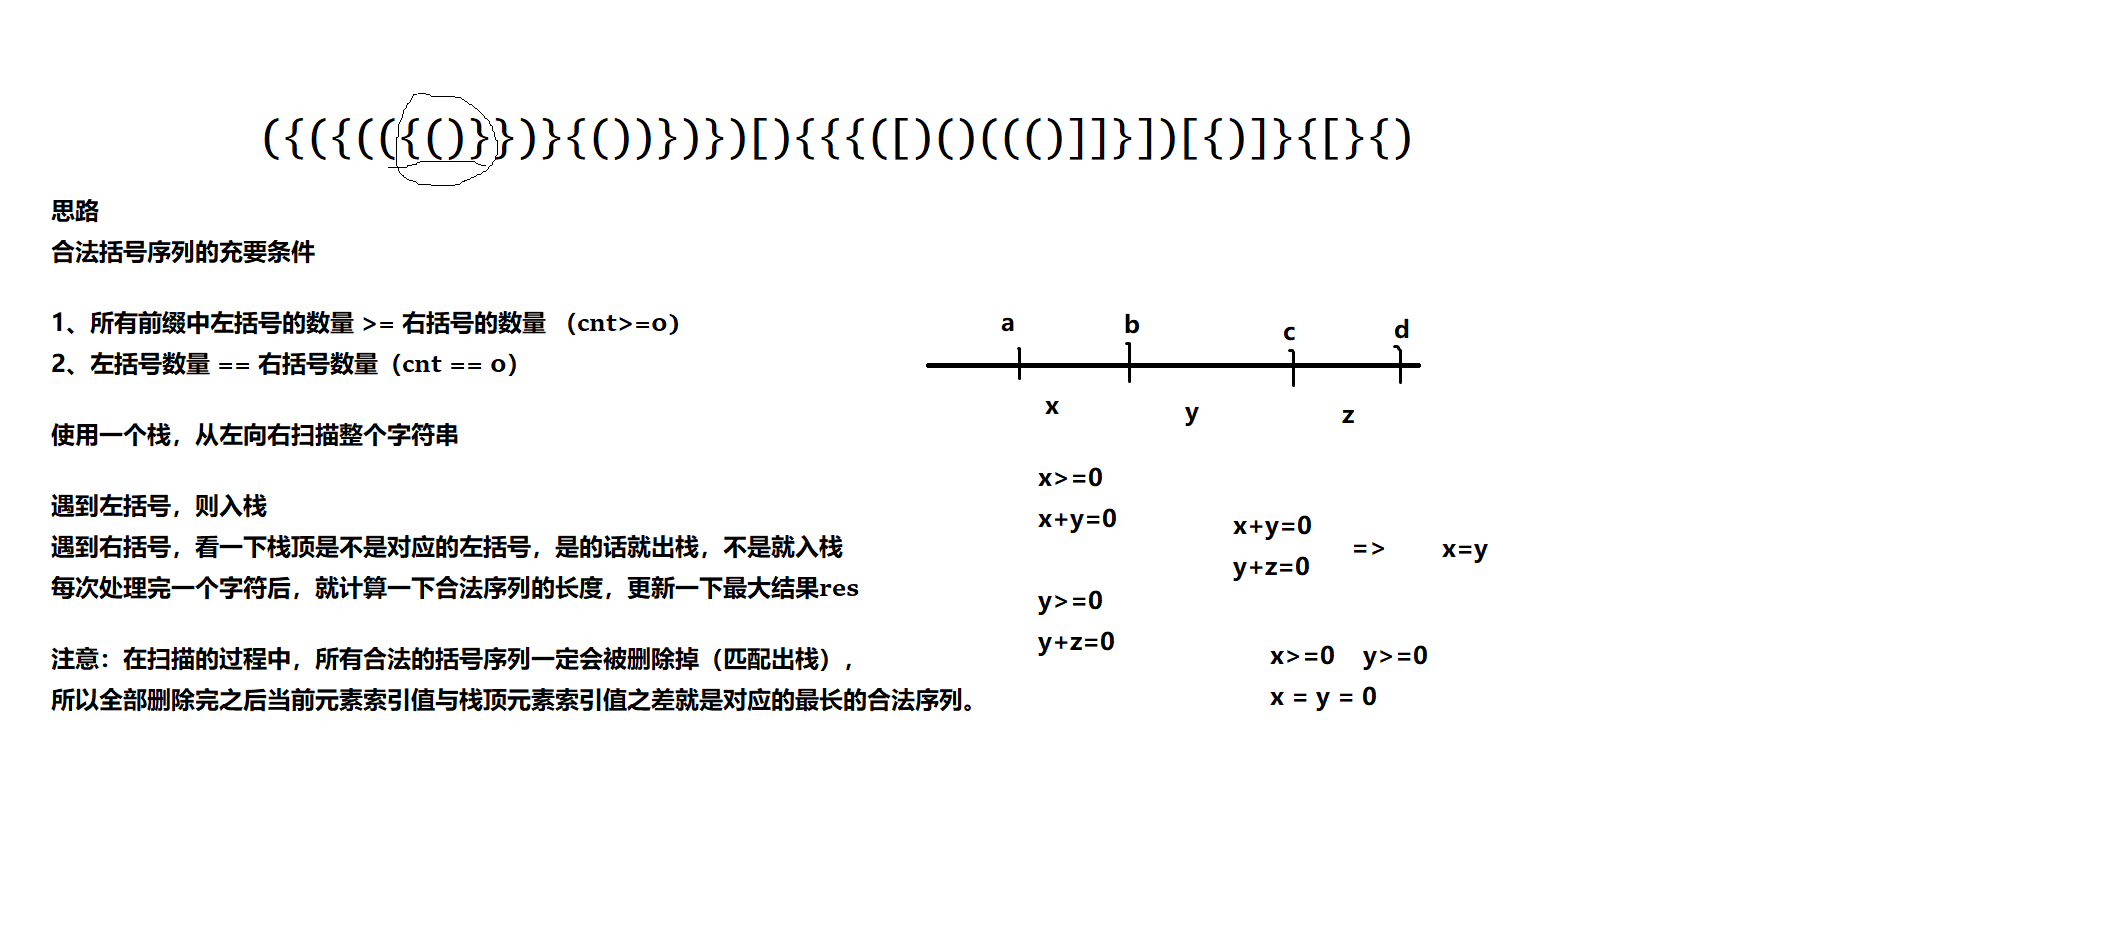 ({({(({()}})}{())})})[){{{([)()((()]]}])[{)]}{[}{)
思路
合法括号序列的充要条件
1、所有前缀中左括号的数量 >= 右括号的数量 （cnt>=0）
2、左括号数量 == 右括号数量（cnt == 0）
使用一个栈，从左向右扫描整个字符串
遇到左括号，则入栈
遇到右括号，看一下栈顶是不是对应的左括号，是的话就出栈，不是就入栈
每次处理完一个字符后，就计算一下合法序列的长度，更新一下最大结果res
注意：在扫描的过程中，所有合法的括号序列一定会被删除掉（匹配出栈），
所以全部删除完之后当前元素索引值与栈顶元素索引值之差就是对应的最长的合法序列。
a b c d
x y z
x>=0
x+y=0
y>=0
y+z=0
x+y=0
y+z=0
=> x=y
x>=0 y>=0
x = y = 0